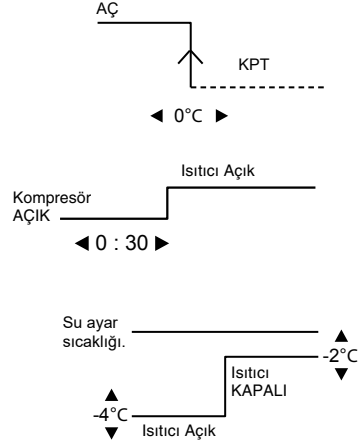 AÇ
KPT
◄ 0°C ►
Isıtıcı Açık
Kompresör
AÇIK
◄ 0 : 30 ►
Su ayar
sıcaklığı.
▲
-2°C
▼
Isıtıcı
KAPALI
▲
-4°C
▼
Isıtıcı Açık